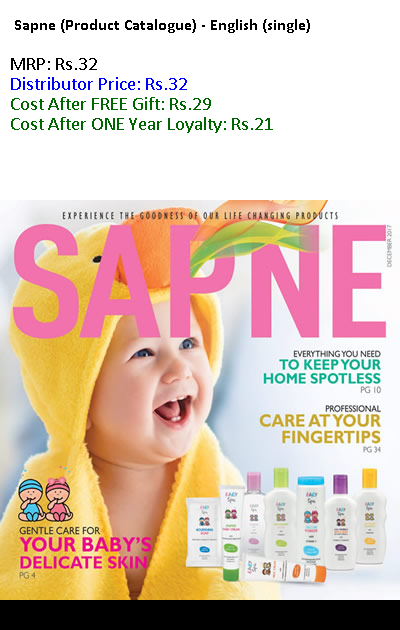 Sapne (Product Catalogue) - English (single)
MRP: Rs.32
Distributor Price: Rs.32
Cost After FREE Gift: Rs.29
Cost After ONE Year Loyalty: Rs.21
EXPERIENCE THE GOODNESS OF OUR LIFE CHANGING PRODUCTS
SAPNE
DECEMBER 2017
EVERYTHING YOU NEED
TO KEEP YOUR
HOME SPOTLESS
PG 10
PROFESSIONAL
CARE AT YOUR
FINGERTIPS
PG 34
GENTLE CARE FOR
YOUR BABY'S
DELICATE SKIN
PG 4
BABY
Spa